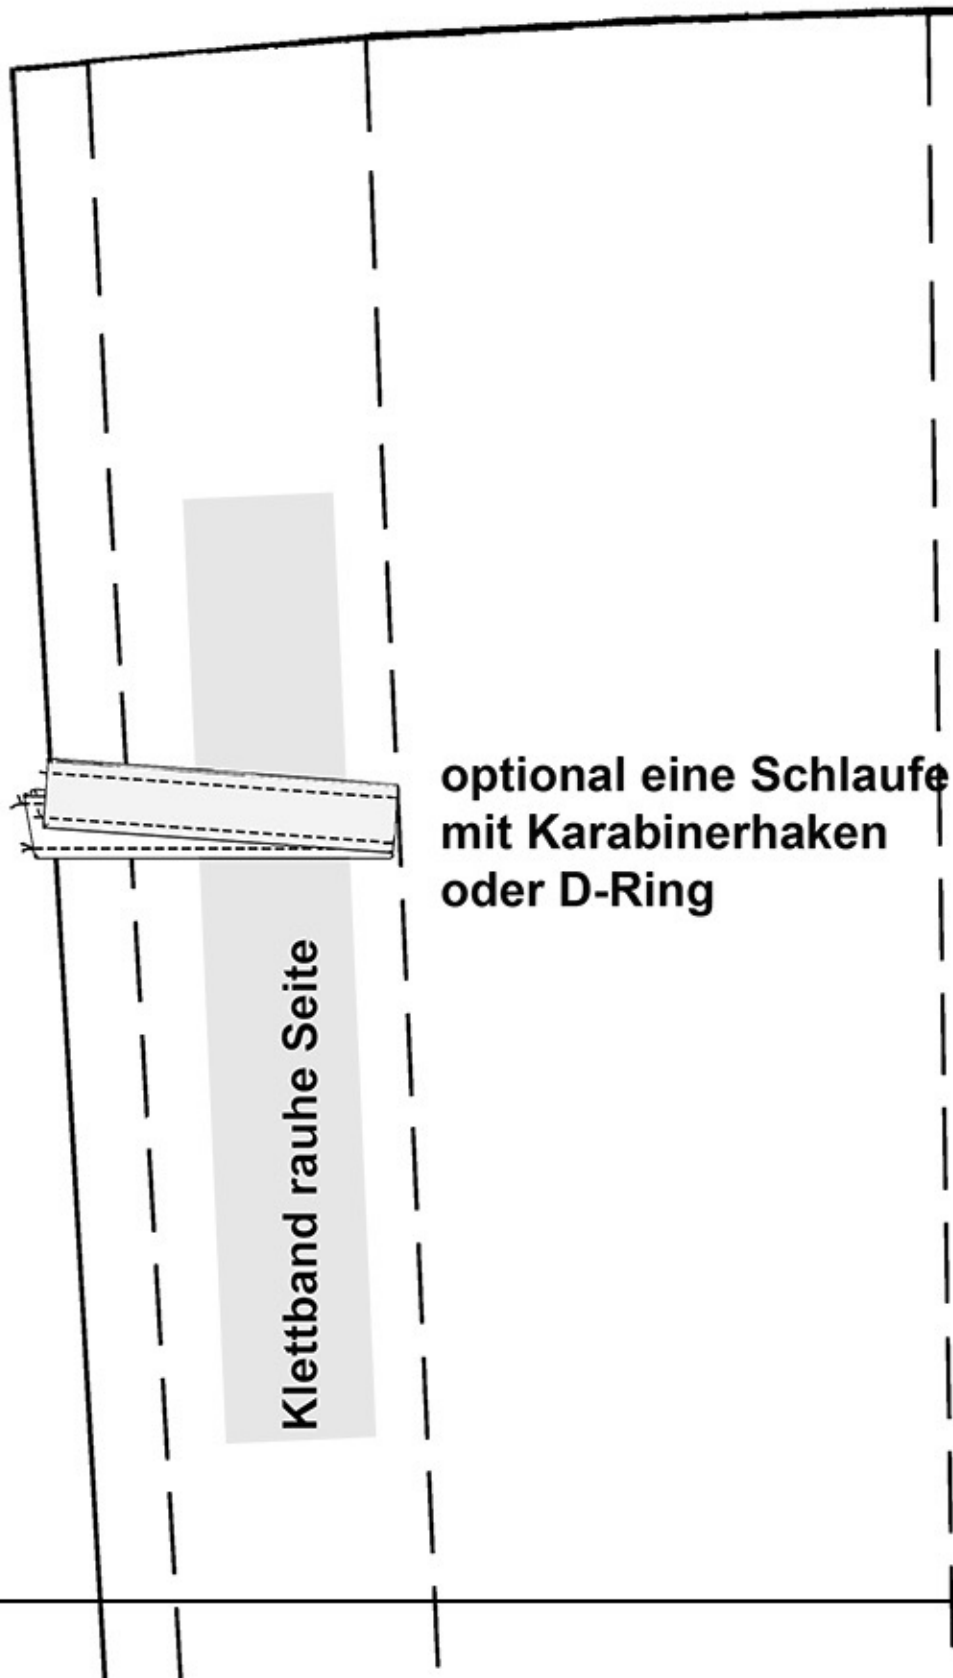 optional eine Schlaufe
mit Karabinerhaken
oder D-Ring
Klettband rauhe Seite